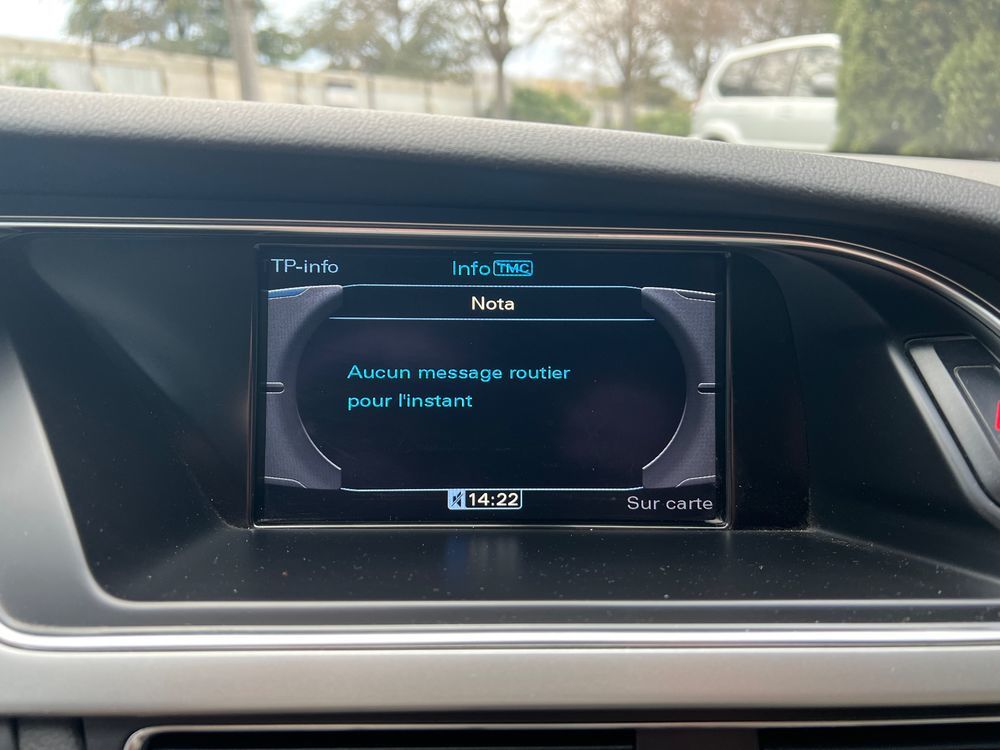 TP-info
Info TMC
Nota
Aucun message routier
pour l'instant
14:22
Sur carte